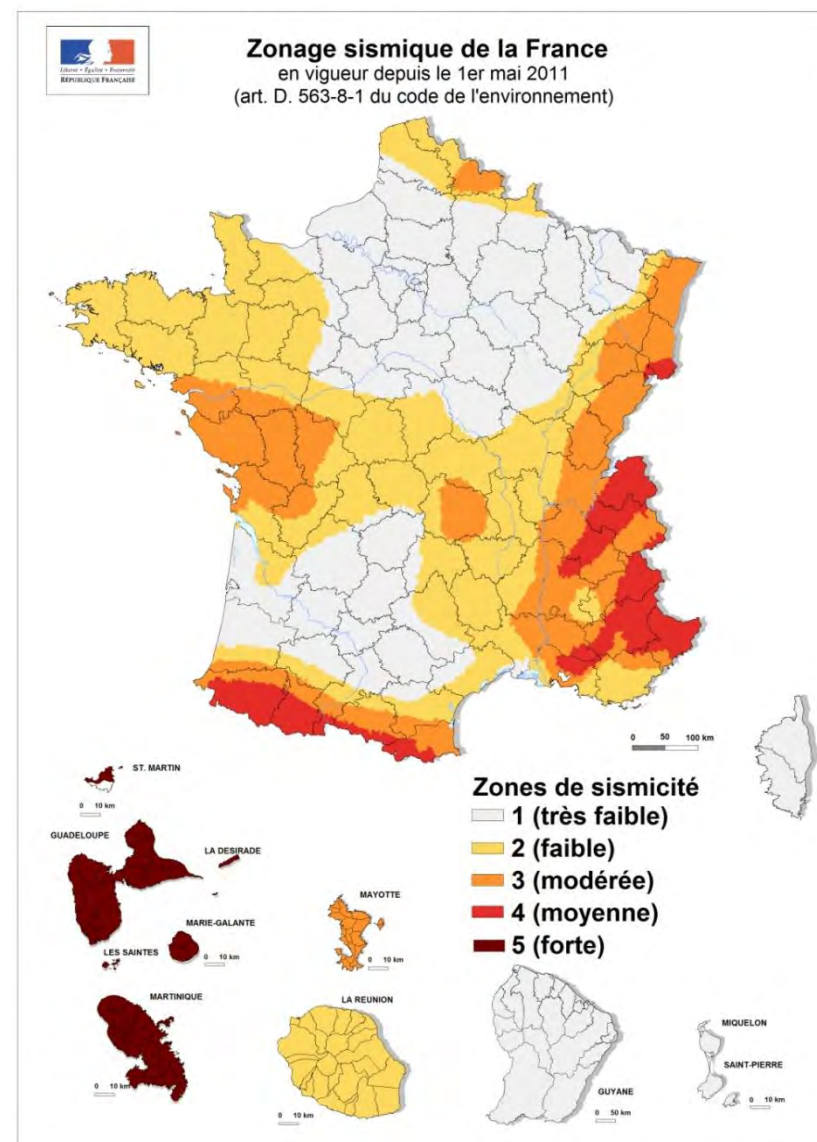 Zonage sismique de la France
en vigueur depuis le 1er mai 2011
(art. D. 563-8-1 du code de l'environnement)
Liberté • Égalité • Fraternité
RÉPUBLIQUE FRANÇAISE
0 50 100 km
Zones de sismicité
1 (très faible)
2 (faible)
3 (modérée)
4 (moyenne)
5 (forte)
ST. MARTIN
0 10 km
GUADELOUPE
LA DESIRADE
MARIE-GALANTE
LES SAINTES
0 10 km
MAYOTTE
0 10 km
MARTINIQUE
0 10 km
LA REUNION
0 10 km
GUYANE
0 50 km
MIQUELON
SAINT-PIERRE
0 10 km